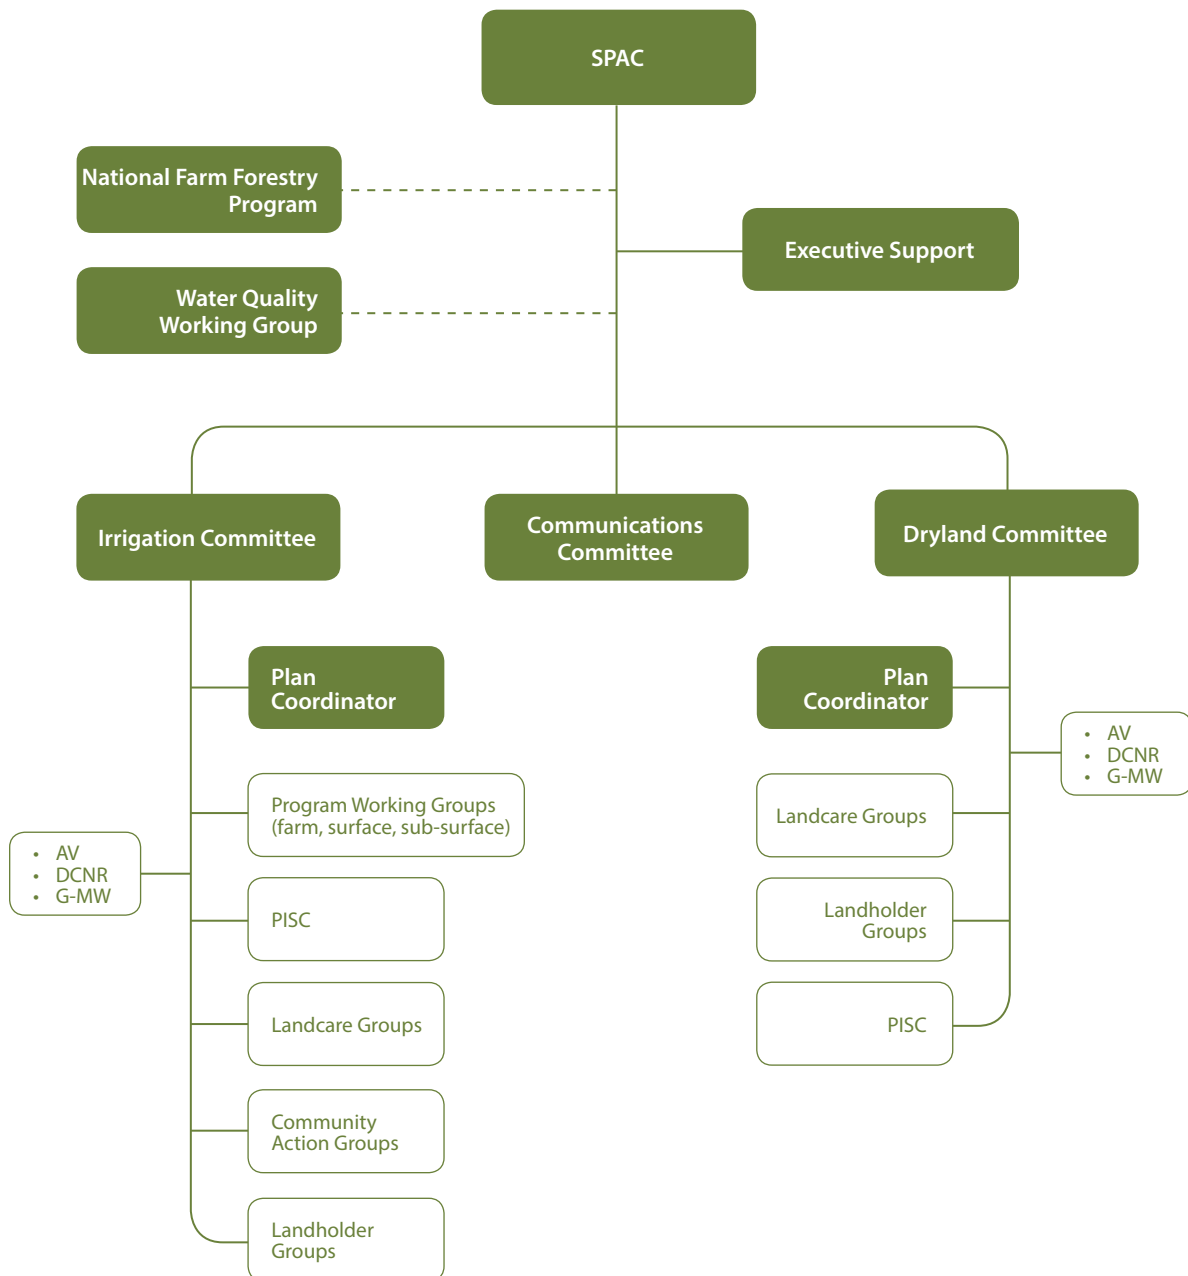 SPAC
National Farm Forestry
Program
Executive Support
Water Quality
Working Group
Irrigation Committee
Communications
Committee
Dryland Committee
Plan
Coordinator
Program Working Groups
(farm, surface, sub-surface)
• AV
• DCNR
• G-MW
PISC
Landcare Groups
Community
Action Groups
Landholder
Groups
Plan
Coordinator
• AV
• DCNR
• G-MW
Landcare Groups
Landholder
Groups
PISC